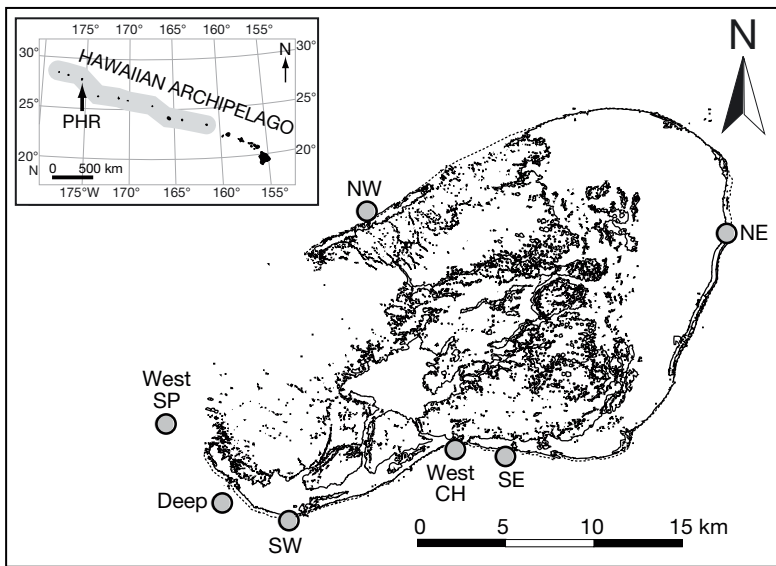 175° 170° 165° 160° 155°
30° 30°
25° 25°
20° 20°
HAWAIIAN ARCHIPELAGO
N
PHR
N 0 500 km
175°W 170° 165° 160° 155°
N
NW
NE
West
SP
Deep
SW
West
CH
SE
0 5 10 15 km